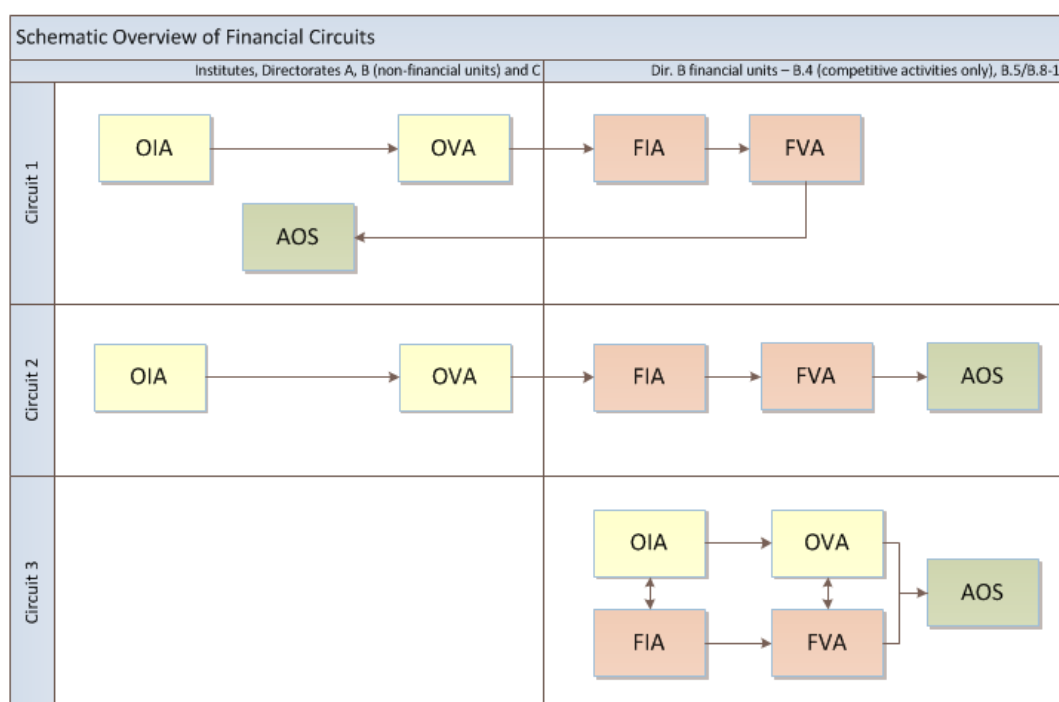 Schematic Overview of Financial Circuits
Institutes, Directorates A, B (non-financial units) and C
Dir. B financial units – B.4 (competitive activities only), B.5/B.8-1
Circuit 1
OIA
OVA
FIA
FVA
AOS
Circuit 2
OIA
OVA
FIA
FVA
AOS
Circuit 3
OIA
OVA
AOS
FIA
FVA